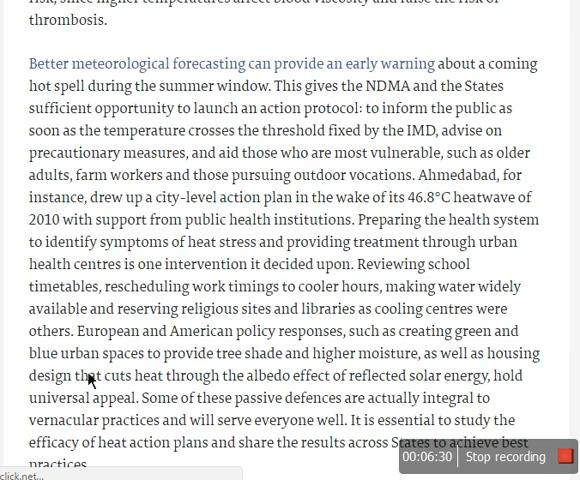 risk, since higher temperatures affect blood viscosity and raise the risk of
thrombosis.
Better meteorological forecasting can provide an early warning about a coming
hot spell during the summer window. This gives the NDMA and the States
sufficient opportunity to launch an action protocol: to inform the public as
soon as the temperature crosses the threshold fixed by the IMD, advise on
precautionary measures, and aid those who are most vulnerable, such as older
adults, farm workers and those pursuing outdoor vocations. Ahmedabad, for
instance, drew up a city-level action plan in the wake of its 46.8°C heatwave of
2010 with support from public health institutions. Preparing the health system
to identify symptoms of heat stress and providing treatment through urban
health centres is one intervention it decided upon. Reviewing school
timetables, rescheduling work timings to cooler hours, making water widely
available and reserving religious sites and libraries as cooling centres were
others. European and American policy responses, such as creating green and
blue urban spaces to provide tree shade and higher moisture, as well as housing
design that cuts heat through the albedo effect of reflected solar energy, hold
universal appeal. Some of these passive defences are actually integral to
vernacular practices and will serve everyone well. It is essential to study the
efficacy of heat action plans and share the results across States to achieve best
practices.
00:06:30 Stop recording
click.net...